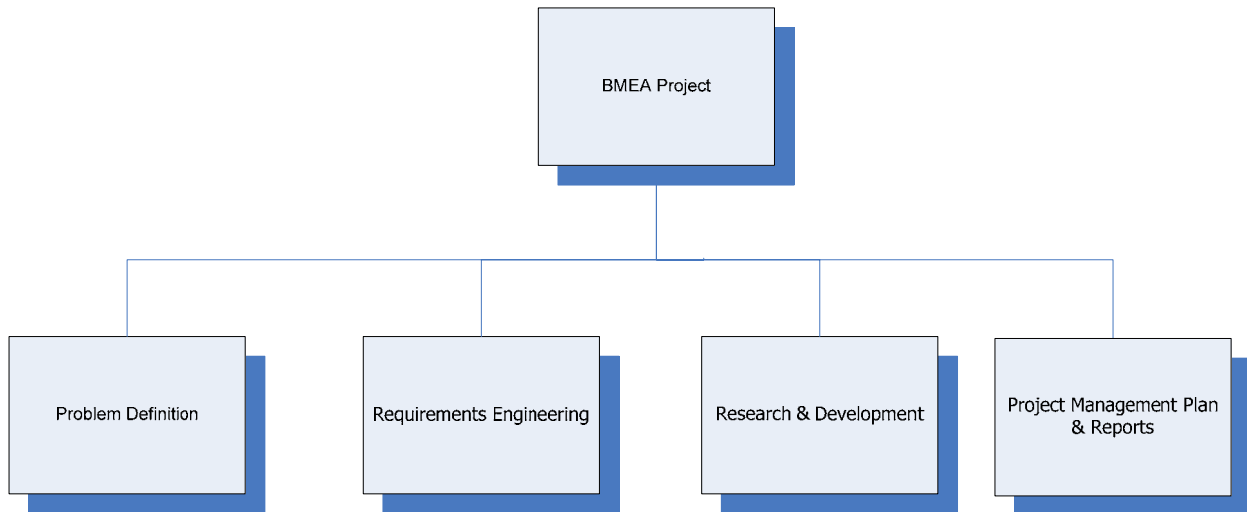 BMEA Project
Problem Definition
Requirements Engineering
Research & Development
Project Management Plan
& Reports